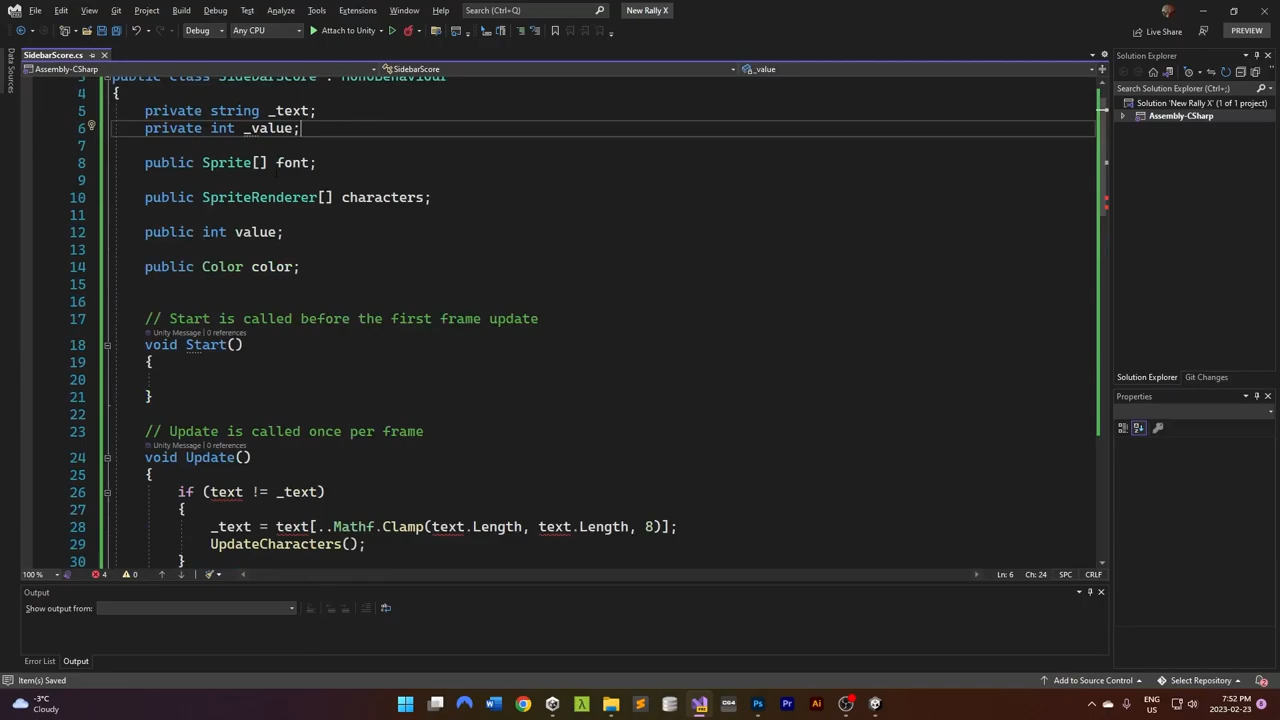 File Edit View Git Project Build Debug Test Analyze Tools Extensions Window Help Search (Ctrl+Q) New Rally X
Debug Any CPU Attach to Unity Live Share PREVIEW
SidebarScore.cs
Assembly-CSharp SidebarScore _value
3 public class SidebarScore : MonoBehaviour
4 {
5 private string _text;
6 private int _value;
7
8 public Sprite[] font;
9
10 public SpriteRenderer[] characters;
11
12 public int value;
13
14 public Color color;
15
16
17 // Start is called before the first frame update
Unity Message | 0 references
18 void Start()
19 {
20
21 }
22
23 // Update is called once per frame
Unity Message | 0 references
24 void Update()
25 {
26 if (text != _text)
27 {
28 _text = text[..Mathf.Clamp(text.Length, text.Length, 8)];
29 UpdateCharacters();
30 }
100 % 4 0 Ln: 6 Ch: 24 SPC CRLF
Output
Show output from:
Error List Output
Data Sources
Solution Explorer
Search Solution Explorer (Ctrl+;)
Solution 'New Rally X' (1 of 1 project)
Assembly-CSharp
Solution Explorer Git Changes
Properties
Item(s) Saved Add to Source Control Select Repository 2
-3°C
Cloudy
ENG
US
7:52 PM
2023-02-23